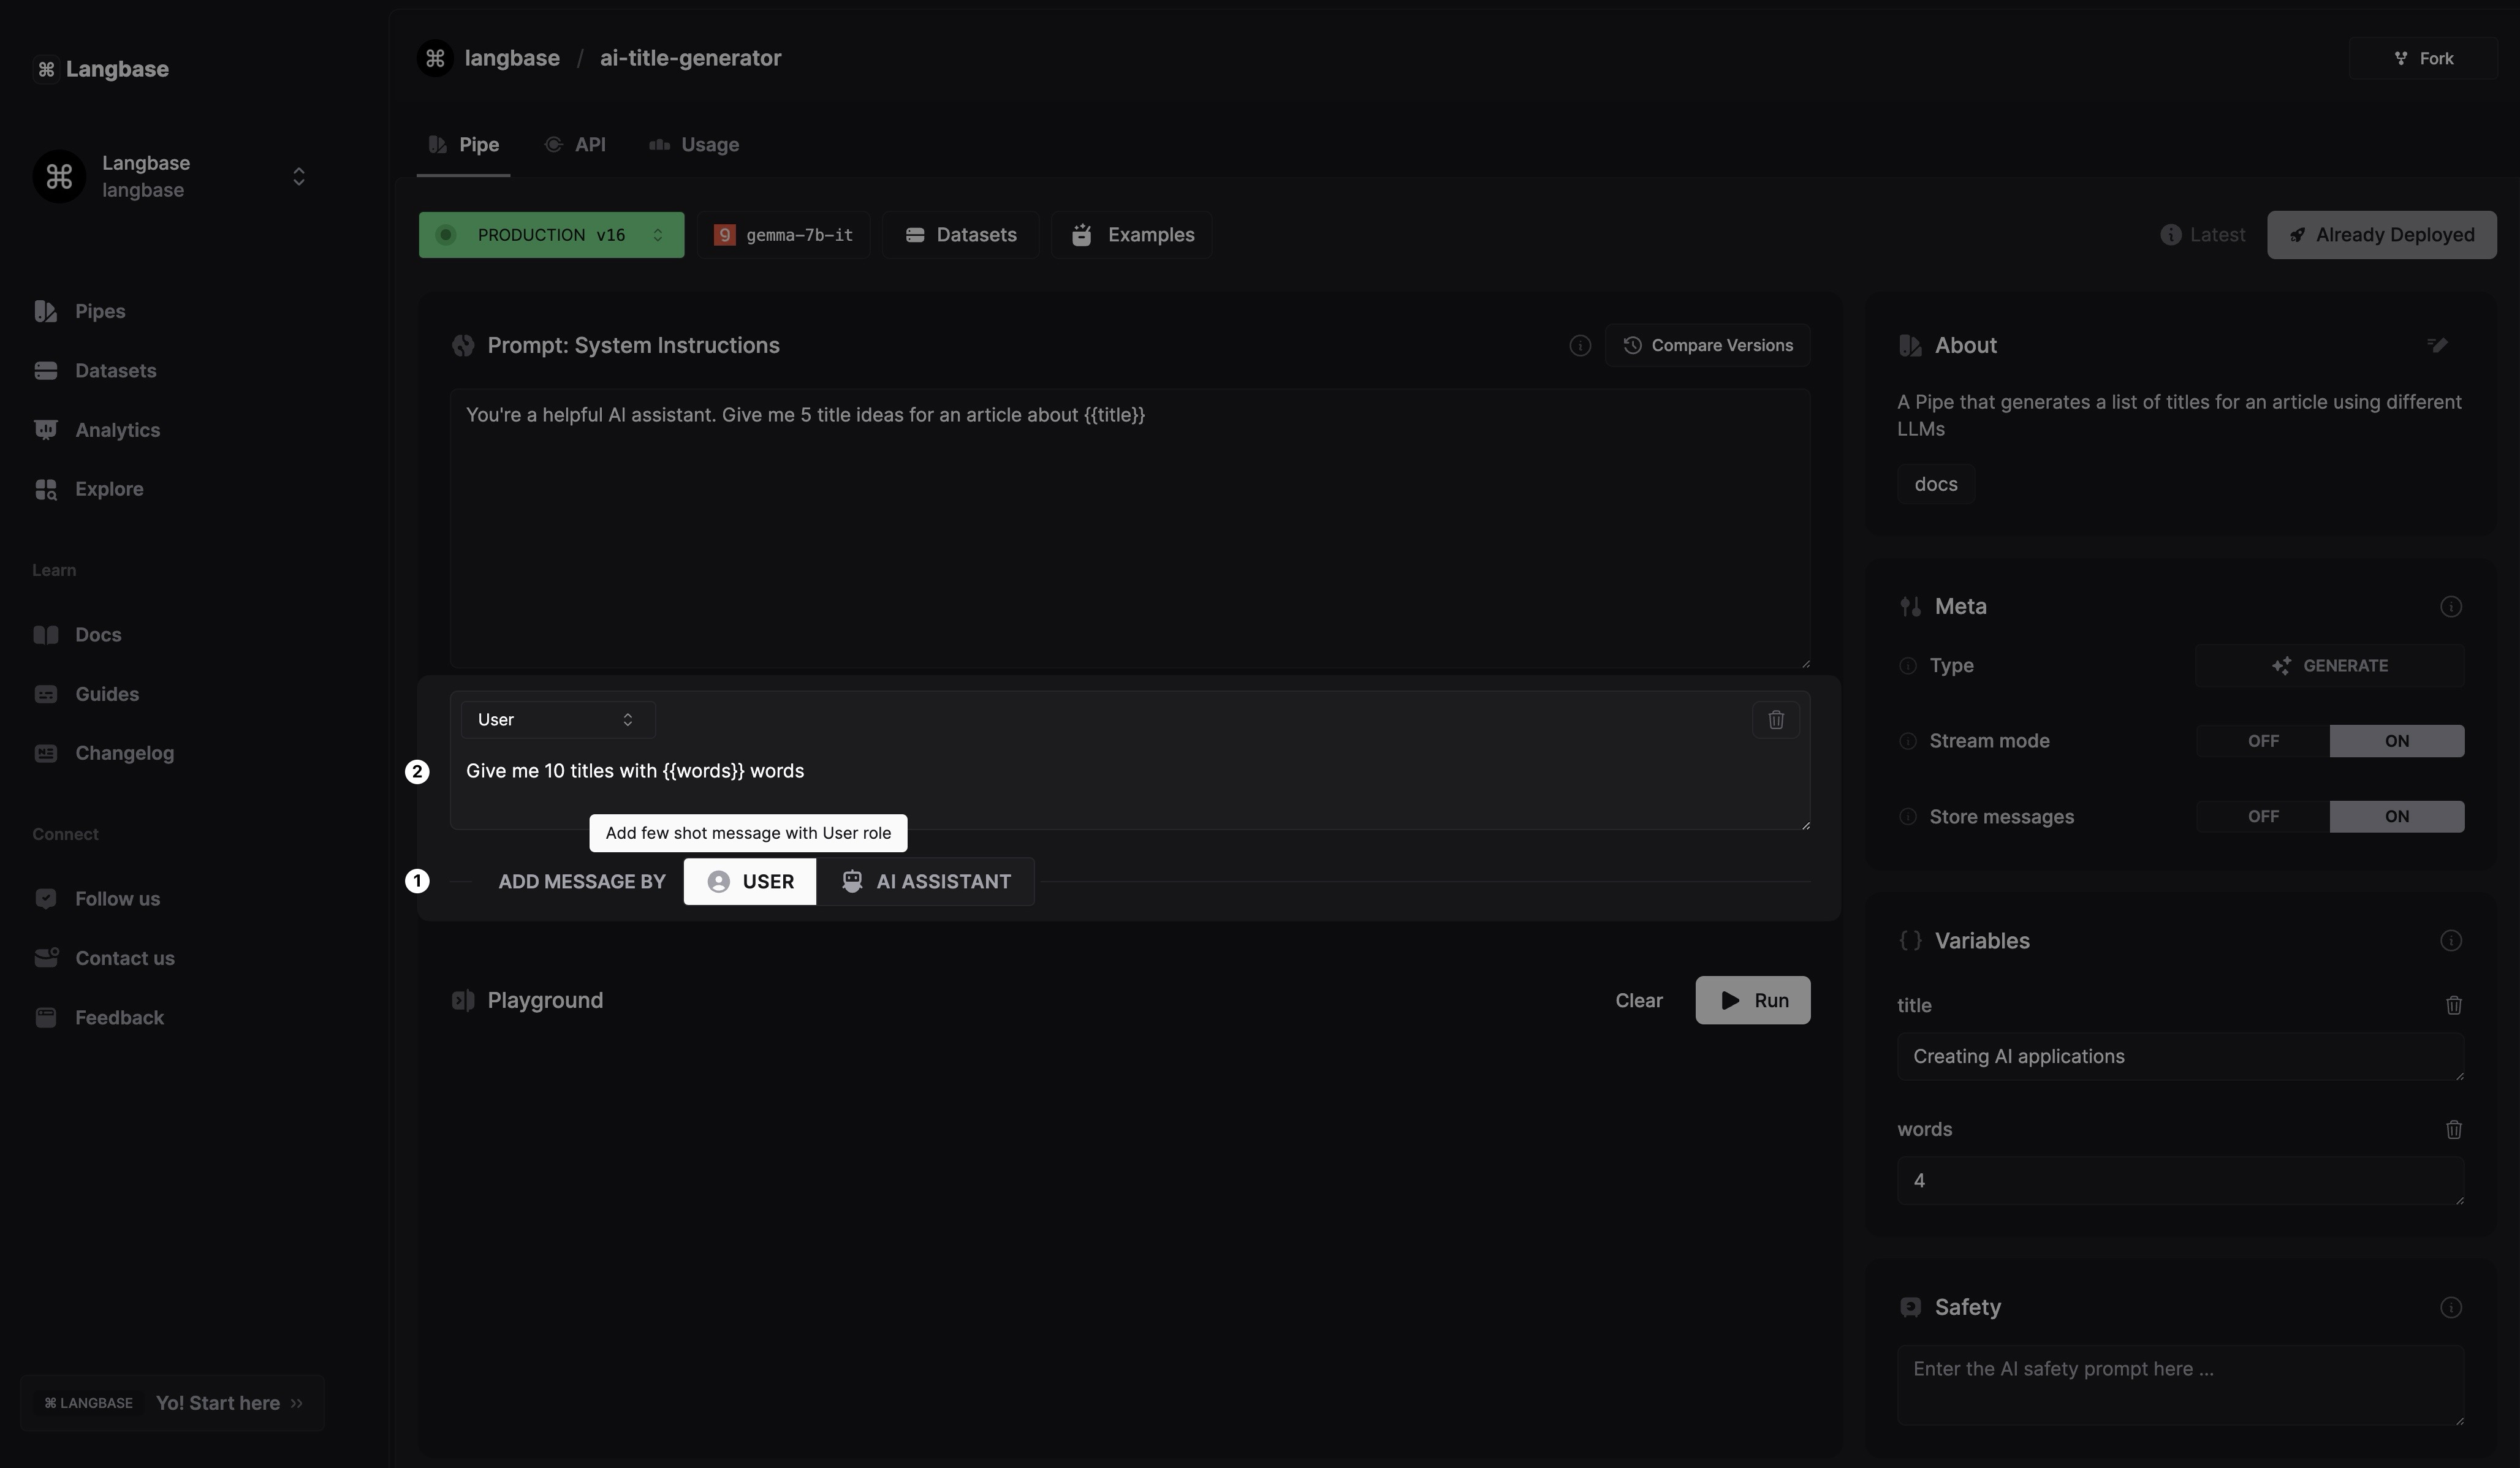 Langbase
Langbase
langbase
Pipes
Datasets
Analytics
Explore
Learn
Docs
Guides
Changelog
Connect
Follow us
Contact us
Feedback
LANGBASE Yo! Start here
langbase / ai-title-generator
Fork
Pipe API Usage
PRODUCTION v16 gemma-7b-it Datasets Examples
Latest Already Deployed
Prompt: System Instructions
Compare Versions
You're a helpful AI assistant. Give me 5 title ideas for an article about {{title}}
User
2
Give me 10 titles with {{words}} words
Add few shot message with User role
1
ADD MESSAGE BY USER AI ASSISTANT
Playground
Clear Run
About
A Pipe that generates a list of titles for an article using different
LLMs
docs
Meta
Type GENERATE
Stream mode OFF ON
Store messages OFF ON
Variables
title
Creating AI applications
words
4
Safety
Enter the AI safety prompt here ...